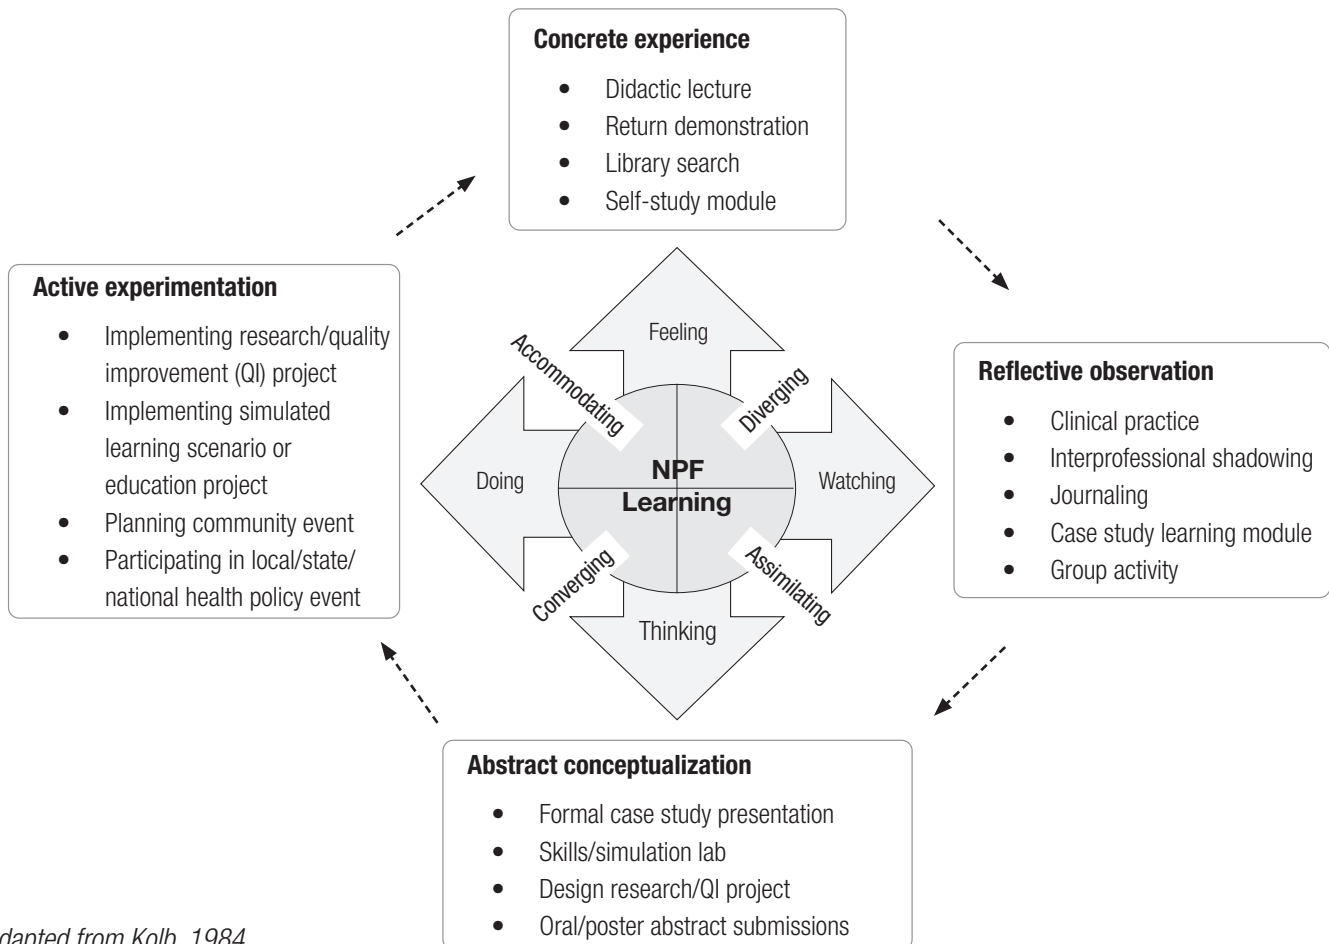 Concrete experience
• Didactic lecture
• Return demonstration
• Library search
• Self-study module
Active experimentation
• Implementing research/quality
improvement (QI) project
• Implementing simulated
learning scenario or
education project
• Planning community event
• Participating in local/state/
national health policy event
Feeling
Accommodating
Diverging
Doing
NPF
Learning
Watching
Converging
Assimilating
Thinking
Reflective observation
• Clinical practice
• Interprofessional shadowing
• Journaling
• Case study learning module
• Group activity
Abstract conceptualization
• Formal case study presentation
• Skills/simulation lab
• Design research/QI project
• Oral/poster abstract submissions
dapted from Kolb, 1984